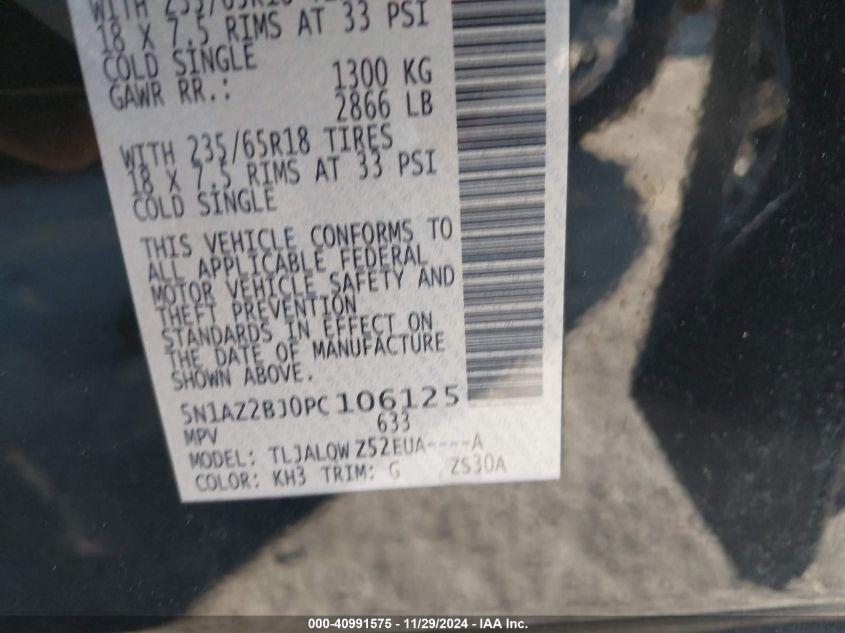 WITH 235/65R18
18 X 7.5 RIMS AT 33 PSI
COLD SINGLE
GAWR RR.: 1300 KG
2866 LB
WITH 235/65R18 TIRES
18 X 7.5 RIMS AT 33 PSI
COLD SINGLE
THIS VEHICLE CONFORMS TO
ALL APPLICABLE FEDERAL
MOTOR VEHICLE SAFETY AND
THEFT PREVENTION
STANDARDS IN EFFECT ON
THE DATE OF MANUFACTURE
SHOWN ABOVE.
5N1AZ2BJ0PC106125
MPV 633
MODEL: TLJALOW Z52EUA----A
COLOR: KH3 TRIM: G ZS30A
000-40991575 - 11/29/2024 - IAA Inc.